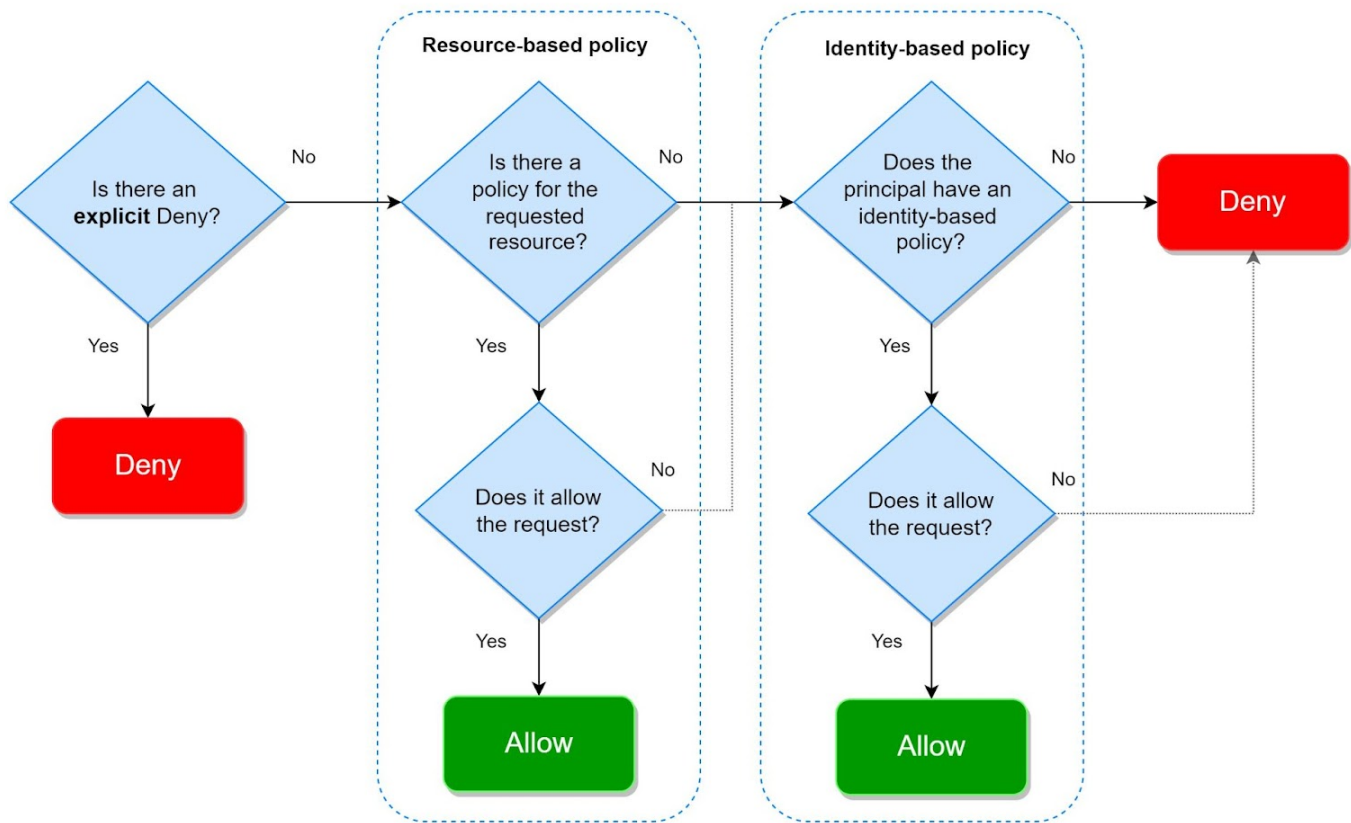 Resource-based policy
Identity-based policy
Is there an
explicit Deny?
No
Yes
Deny
Is there a
policy for the
requested
resource?
No
Yes
Does it allow
the request?
No
Yes
Allow
Does the
principal have an
identity-based
policy?
No
Yes
Does it allow
the request?
No
Yes
Allow
Deny